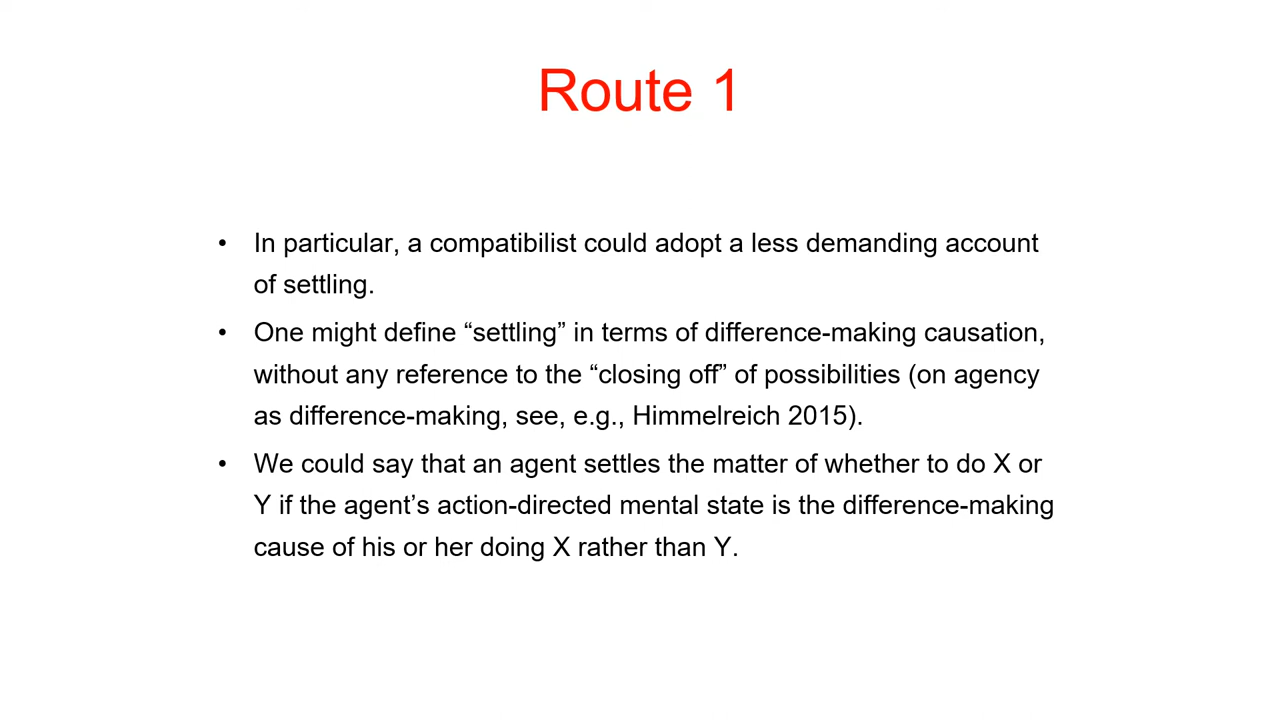 Route 1
• In particular, a compatibilist could adopt a less demanding account
of settling.
• One might define “settling” in terms of difference-making causation,
without any reference to the “closing off” of possibilities (on agency
as difference-making, see, e.g., Himmelreich 2015).
• We could say that an agent settles the matter of whether to do X or
Y if the agent’s action-directed mental state is the difference-making
cause of his or her doing X rather than Y.